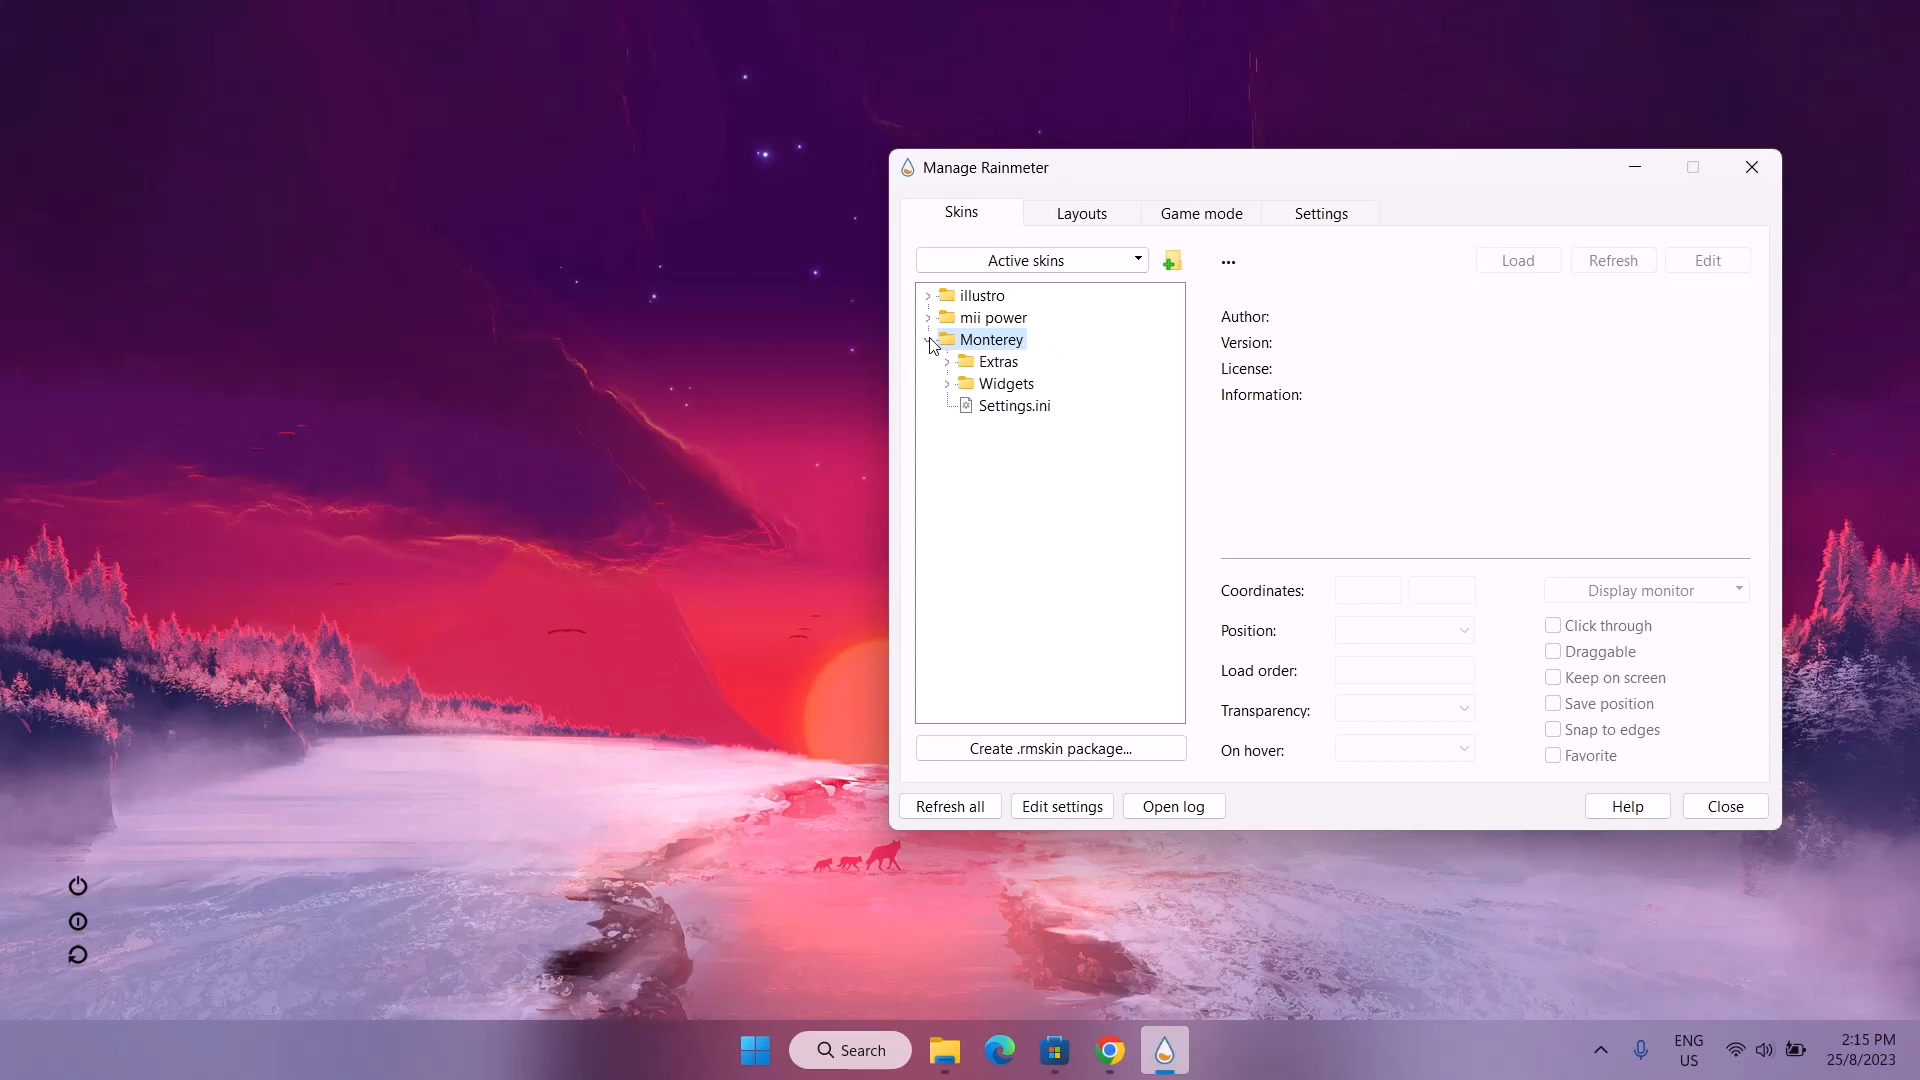 Manage Rainmeter
Skins
Layouts
Game mode
Settings
Active skins
...
Load
Refresh
Edit
illustro
mii power
Monterey
Extras
Widgets
Settings.ini
Author:
Version:
License:
Information:
Coordinates:
Display monitor
Position:
Click through
Draggable
Load order:
Keep on screen
Transparency:
Save position
Snap to edges
On hover:
Favorite
Create .rmskin package...
Refresh all
Edit settings
Open log
Help
Close
Search
ENG
US
2:15 PM
25/8/2023